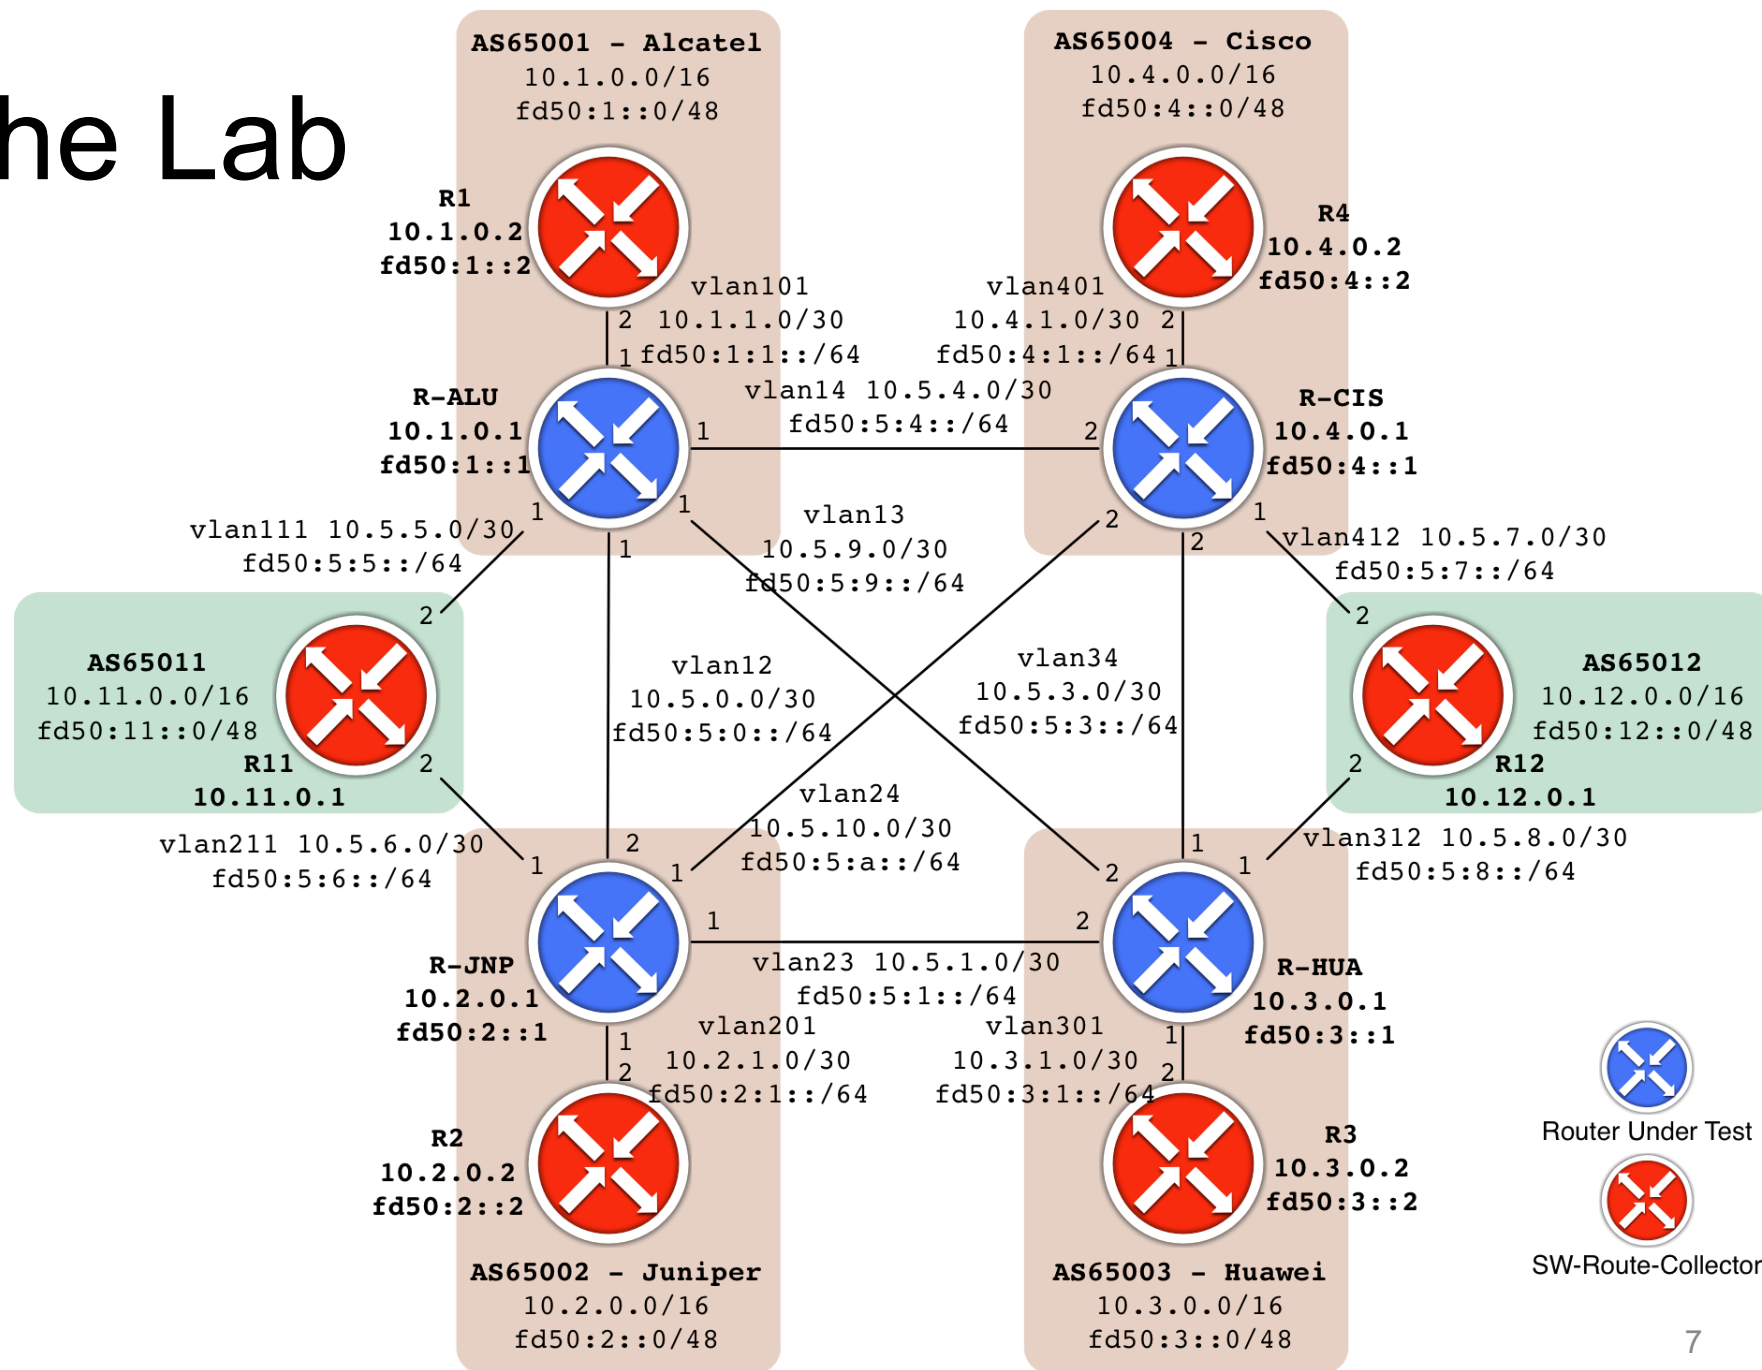 he Lab
AS65001 - Alcatel
10.1.0.0/16
fd50:1::0/48
AS65004 - Cisco
10.4.0.0/16
fd50:4::0/48
R1
10.1.0.2
fd50:1::2
R4
10.4.0.2
fd50:4::2
vlan101
2 10.1.1.0/30
1 fd50:1:1::/64
vlan401
10.4.1.0/30 2
fd50:4:1::/64 1
R-ALU
10.1.0.1
fd50:1::1
vlan14 10.5.4.0/30
fd50:5:4::/64
1
2
R-CIS
10.4.0.1
fd50:4::1
1
1
1
2
2
1
vlan111 10.5.5.0/30
fd50:5:5::/64
vlan13
10.5.9.0/30
fd50:5:9::/64
vlan412 10.5.7.0/30
fd50:5:7::/64
2
2
AS65011
10.11.0.0/16
fd50:11::0/48
R11
10.11.0.1
2
vlan12
10.5.0.0/30
fd50:5:0::/64
vlan34
10.5.3.0/30
fd50:5:3::/64
AS65012
10.12.0.0/16
fd50:12::0/48
R12
10.12.0.1
2
vlan24
10.5.10.0/30
fd50:5:a::/64
vlan211 10.5.6.0/30
fd50:5:6::/64
vlan312 10.5.8.0/30
fd50:5:8::/64
1
2
1
2
1
1
1
2
R-JNP
10.2.0.1
fd50:2::1
vlan23 10.5.1.0/30
fd50:5:1::/64
R-HUA
10.3.0.1
fd50:3::1
vlan201
1 10.2.1.0/30
2 fd50:2:1::/64
vlan301
10.3.1.0/30 1
fd50:3:1::/64 2
R2
10.2.0.2
fd50:2::2
R3
10.3.0.2
fd50:3::2
AS65002 - Juniper
10.2.0.0/16
fd50:2::0/48
AS65003 - Huawei
10.3.0.0/16
fd50:3::0/48
Router Under Test
SW-Route-Collector
7